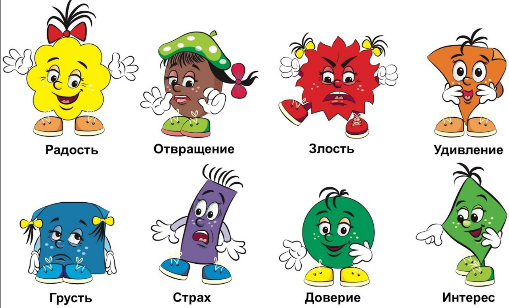 Радость
Отвращение
Злость
Удивление
Грусть
Страх
Доверие
Интерес